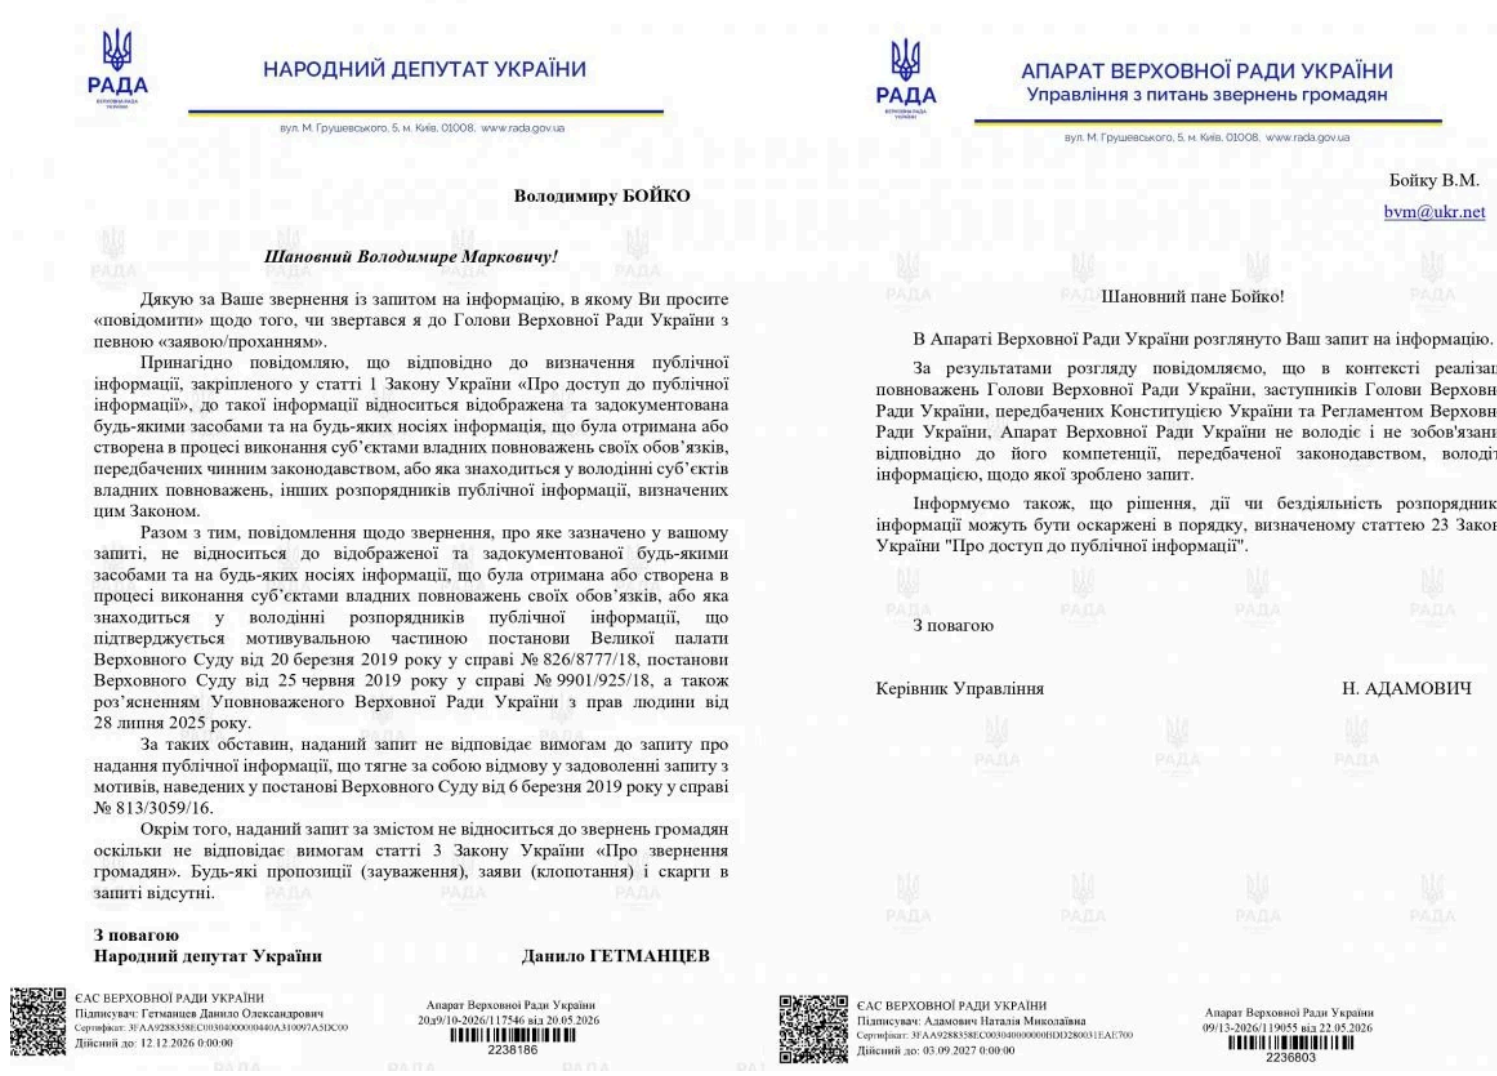 РАДА
ВЕРХОВНА РАДА
УКРАЇНИ
НАРОДНИЙ ДЕПУТАТ УКРАЇНИ
вул. М. Грушевського, 5, м. Київ, 01008, www.rada.gov.ua
Володимиру БОЙКО
Шановний Володимире Марковичу!
Дякую за Ваше звернення із запитом на інформацію, в якому Ви просите
«повідомити» щодо того, чи звертався я до Голови Верховної Ради України з
певною «заявою/проханням».
Принагідно повідомляю, що відповідно до визначення публічної
інформації, закріпленого у статті 1 Закону України «Про доступ до публічної
інформації», до такої інформації відноситься відображена та задокументована
будь-якими засобами та на будь-яких носіях інформація, що була отримана або
створена в процесі виконання суб’єктами владних повноважень своїх обов’язків,
передбачених чинним законодавством, або яка знаходиться у володінні суб’єктів
владних повноважень, інших розпорядників публічної інформації, визначених
цим Законом.
Разом з тим, повідомлення щодо звернення, про яке зазначено у вашому
запиті, не відноситься до відображеної та задокументованої будь-якими
засобами та на будь-яких носіях інформації, що була отримана або створена в
процесі виконання суб’єктами владних повноважень своїх обов’язків, або яка
знаходиться у володінні розпорядників публічної інформації, що
підтверджується мотивувальною частиною постанови Великої палати
Верховного Суду від 20 березня 2019 року у справі № 826/8777/18, постанови
Верховного Суду від 25 червня 2019 року у справі № 9901/925/18, а також
роз’ясненням Уповноваженого Верховної Ради України з прав людини від
28 липня 2025 року.
За таких обставин, наданий запит не відповідає вимогам до запиту про
надання публічної інформації, що тягне за собою відмову у задоволенні запиту з
мотивів, наведених у постанові Верховного Суду від 6 березня 2019 року у справі
№ 813/3059/16.
Окрім того, наданий запит за змістом не відноситься до звернень громадян
оскільки не відповідає вимогам статті 3 Закону України «Про звернення
громадян». Будь-які пропозиції (зауваження), заяви (клопотання) і скарги в
запиті відсутні.
З повагою
Народний депутат України Данило ГЕТМАНЦЕВ
ЄАС ВЕРХОВНОЇ РАДИ УКРАЇНИ
Підписувач: Гетманцев Данило Олександрович
Сертифікат: 3FAA9288358EC00304000000440A310097A5DC00
Дійсний до: 12.12.2026 0:00:00
Апарат Верховної Ради України
20д9/10-2026/117546 від 20.05.2026
2238186
РАДА
ВЕРХОВНА РАДА
УКРАЇНИ
АПАРАТ ВЕРХОВНОЇ РАДИ УКРАЇНИ
Управління з питань звернень громадян
вул. М. Грушевського, 5, м. Київ, 01008, www.rada.gov.ua
Бойку В.М.
bvm@ukr.net
Шановний пане Бойко!
В Апараті Верховної Ради України розглянуто Ваш запит на інформацію.
За результатами розгляду повідомляємо, що в контексті реалізац
повноважень Голови Верховної Ради України, заступників Голови Верховн
Ради України, передбачених Конституцією України та Регламентом Верховн
Ради України, Апарат Верховної Ради України не володіє і не зобов'язани
відповідно до його компетенції, передбаченої законодавством, володіт
інформацією, щодо якої зроблено запит.
Інформуємо також, що рішення, дії чи бездіяльність розпорядник
інформації можуть бути оскаржені в порядку, визначеному статтею 23 Закон
України "Про доступ до публічної інформації".
З повагою
Керівник Управління Н. АДАМОВИЧ
ЄАС ВЕРХОВНОЇ РАДИ УКРАЇНИ
Підписувач: Адамович Наталія Миколаївна
Сертифікат: 3FAA9288358EC003040000000BDD280031EAE700
Дійсний до: 03.09.2027 0:00:00
Апарат Верховної Ради України
09/13-2026/119055 від 22.05.2026
2236803